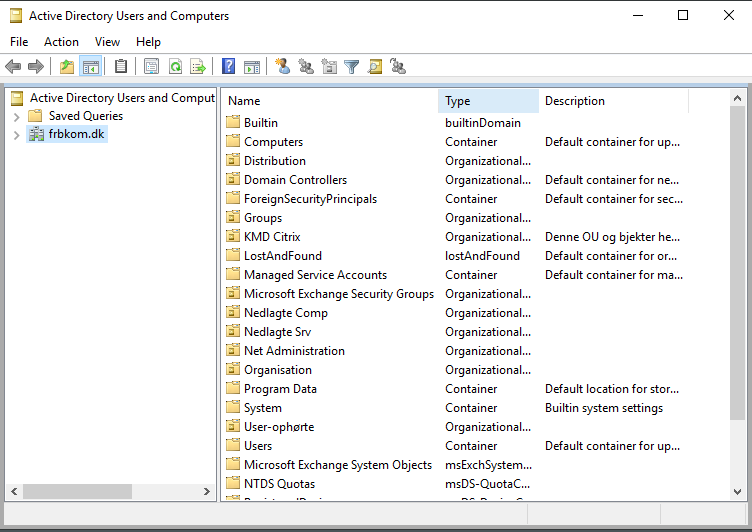 Active Directory Users and Computers
File Action View Help
Active Directory Users and Comput
Saved Queries
frbkom.dk
Name Type Description
Builtin builtinDomain
Computers Container Default container for up...
Distribution Organizational...
Domain Controllers Organizational... Default container for ne...
ForeignSecurityPrincipals Container Default container for sec...
Groups Organizational...
KMD Citrix Organizational... Denne OU og bjekter he...
LostAndFound lostAndFound Default container for or...
Managed Service Accounts Container Default container for ma...
Microsoft Exchange Security Groups Organizational...
Nedlagte Comp Organizational...
Nedlagte Srv Organizational...
Net Administration Organizational...
Organisation Organizational...
Program Data Container Default location for stor...
System Container Builtin system settings
User-ophørte Organizational...
Users Container Default container for up...
Microsoft Exchange System Objects msExchSystem...
NTDS Quotas msDS-QuotaC...